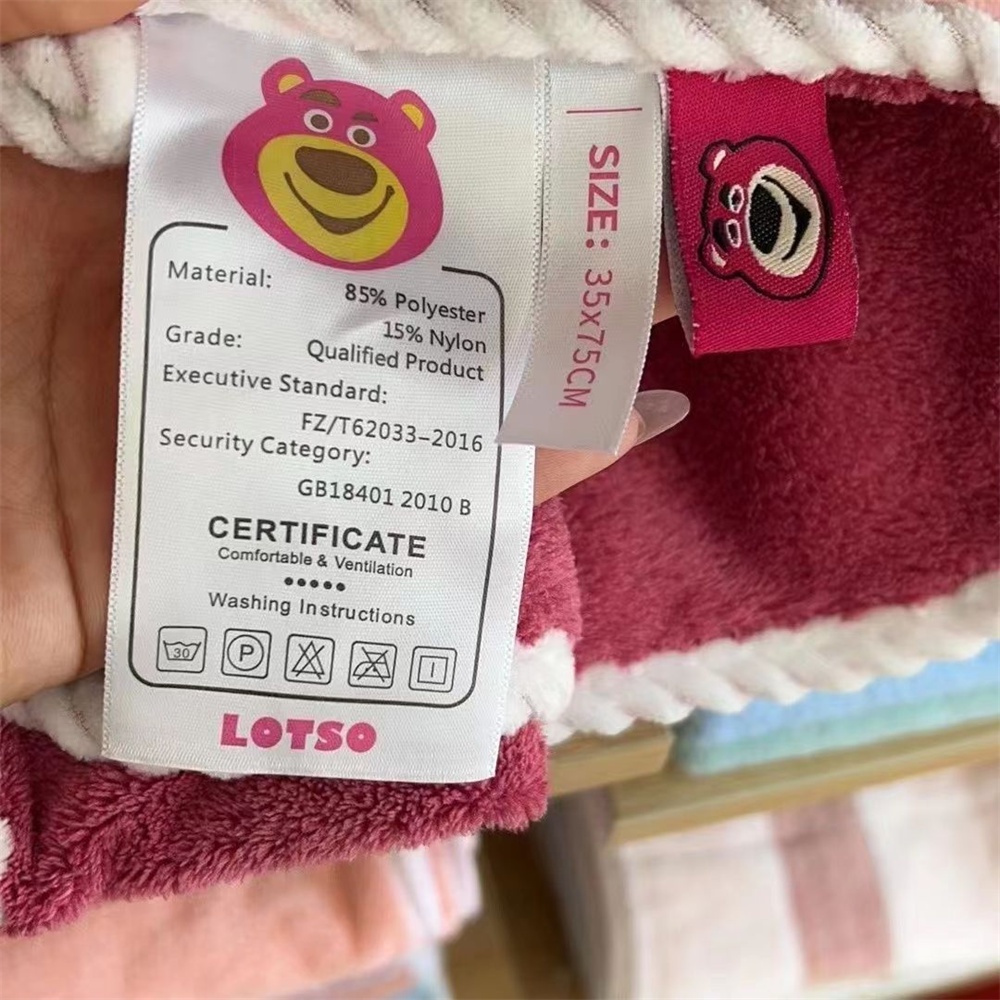 Material:
85% Polyester
15% Nylon
Grade:
Qualified Product
Executive Standard:
FZ/T62033-2016
Security Category:
GB18401 2010 B
CERTIFICATE
Comfortable & Ventilation
•••••
Washing Instructions
30
P
LOTSO
SIZE: 35x75CM